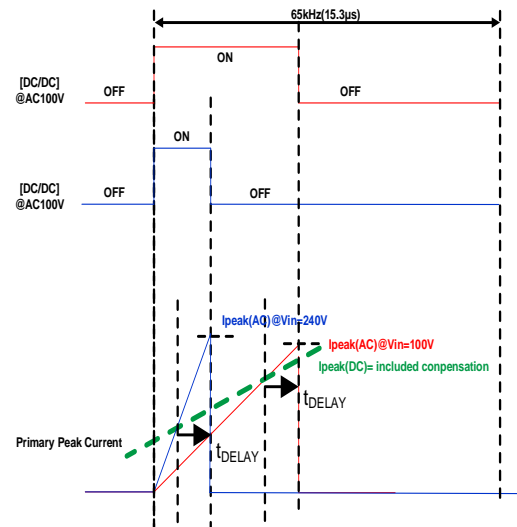 65kHz(15.3μs)
ON
[DC/DC]
@AC100V
OFF
OFF
ON
[DC/DC]
@AC100V
OFF
OFF
Ipeak(AC)@Vin=240V
Ipeak(AC)@Vin=100V
Ipeak(DC)= included conpensation
tDELAY
Primary Peak Current
tDELAY